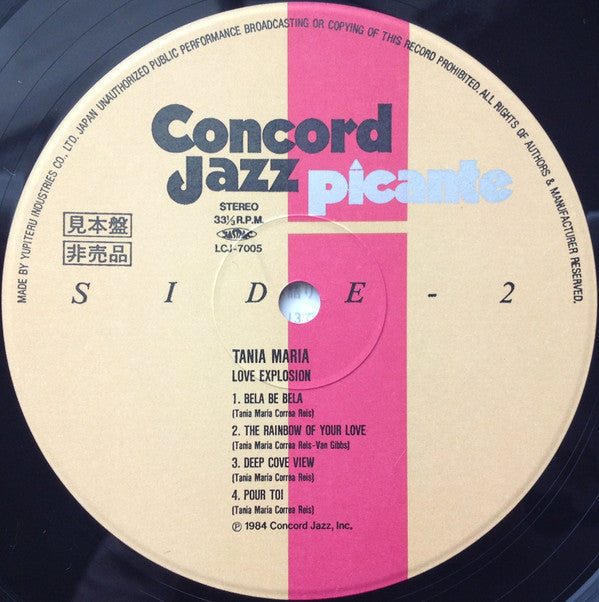 MADE BY YUPITERU INDUSTRIES CO., LTD. JAPAN UNAUTHORIZED PUBLIC PERFORMANCE BROADCASTING OR COPYING OF THIS RECORD PROHIBITED. ALL RIGHTS OF AUTHORS & MANUFACTURER RESERVED.
Concord
Jazz picante
STEREO
33⅓ R.P.M.
LCJ-7005
見本盤
非売品
SIDE-2
TANIA MARIA
LOVE EXPLOSION
1. BELA BE BELA
(Tania Maria Correa Reis)
2. THE RAINBOW OF YOUR LOVE
(Tania Maria Correa Reis-Van Gibbs)
3. DEEP COVE VIEW
(Tania Maria Correa Reis)
4. POUR TOI
(Tania Maria Correa Reis)
℗ 1984 Concord Jazz, Inc.